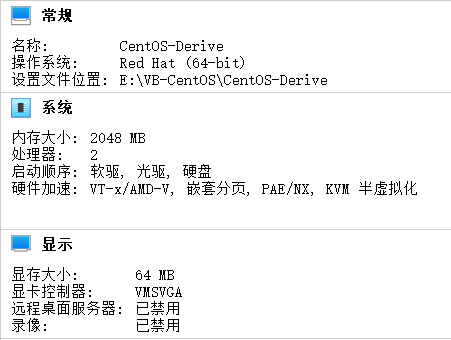 常规
名称: CentOS-Derive
操作系统: Red Hat (64-bit)
设置文件位置: E:\VB-CentOS\CentOS-Derive
系统
内存大小: 2048 MB
处理器: 2
启动顺序: 软驱, 光驱, 硬盘
硬件加速: VT-x/AMD-V, 嵌套分页, PAE/NX, KVM 半虚拟化
显示
显存大小: 64 MB
显卡控制器: VMSVGA
远程桌面服务器: 已禁用
录像: 已禁用